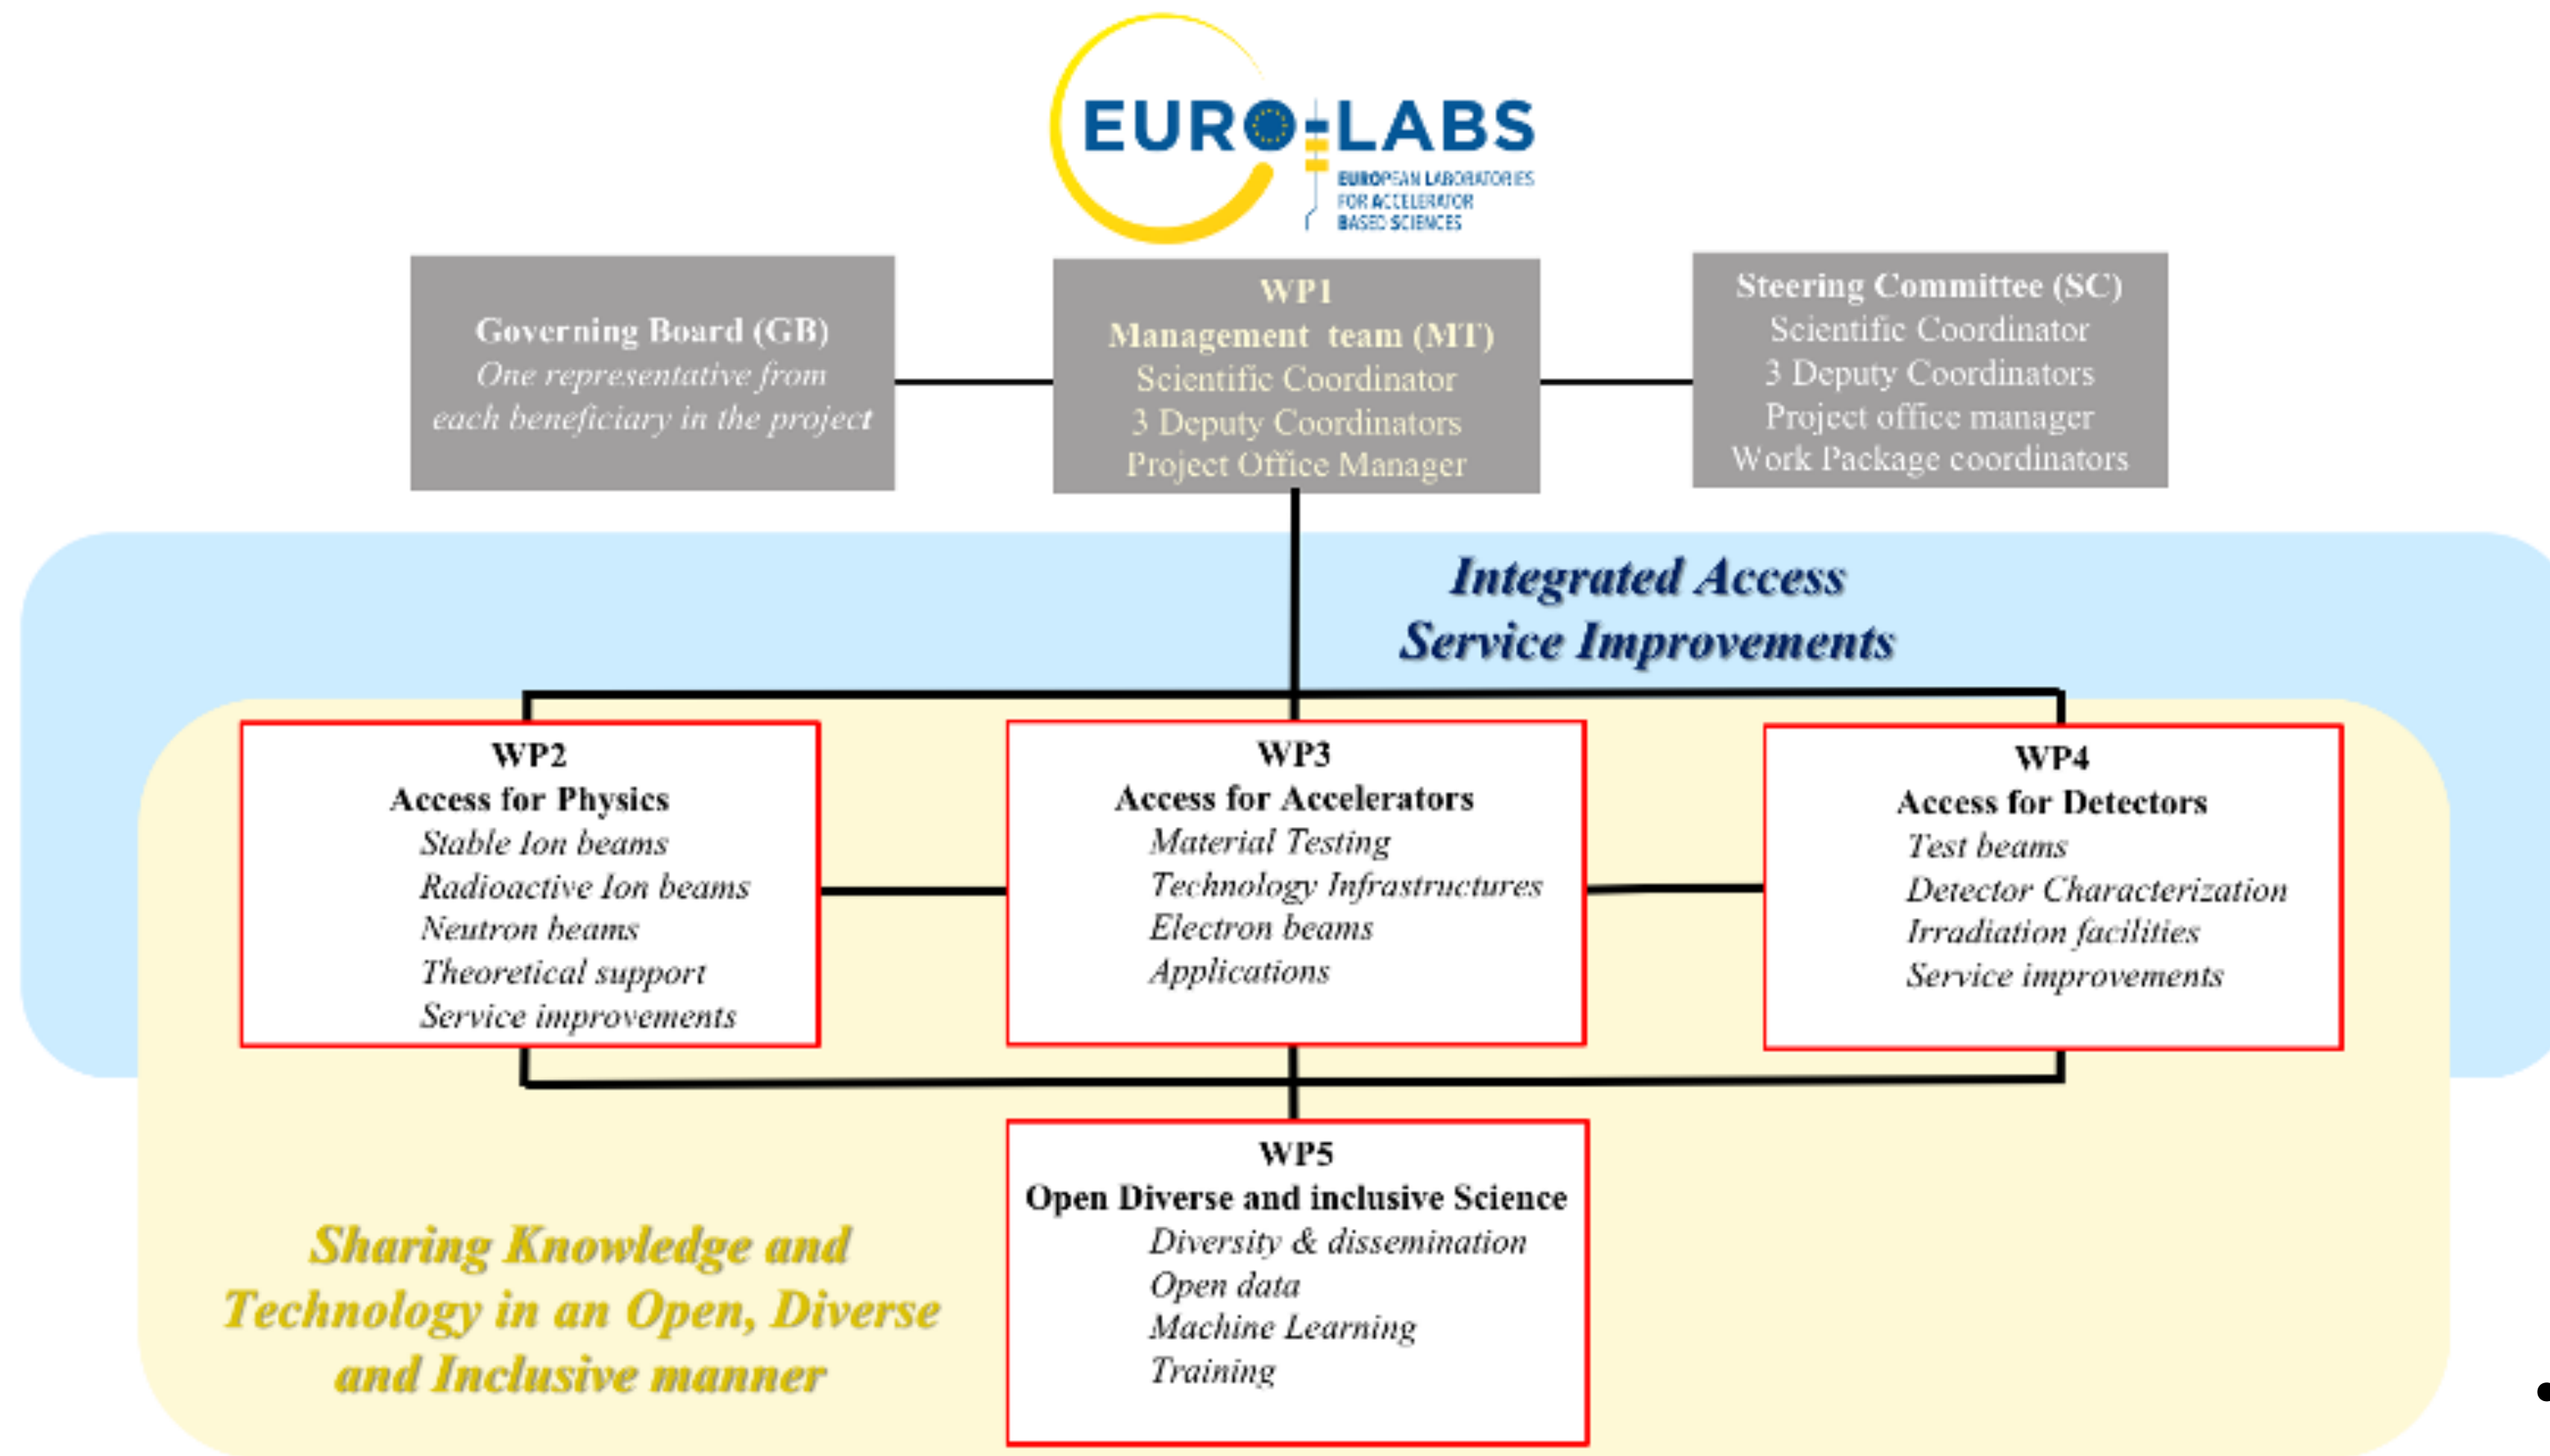 EURO-LABS
EUROPEAN LABORATORIES
FOR ACCELERATOR
BASED SCIENCES
Governing Board (GB)
One representative from
each beneficiary in the project
WP1
Management team (MT)
Scientific Coordinator
3 Deputy Coordinators
Project Office Manager
Steering Committee (SC)
Scientific Coordinator
3 Deputy Coordinators
Project office manager
Work Package coordinators
Integrated Access
Service Improvements
WP2
Access for Physics
Stable Ion beams
Radioactive Ion beams
Neutron beams
Theoretical support
Service improvements
WP3
Access for Accelerators
Material Testing
Technology Infrastructures
Electron beams
Applications
WP4
Access for Detectors
Test beams
Detector Characterization
Irradiation facilities
Service improvements
WP5
Open Diverse and inclusive Science
Diversity & dissemination
Open data
Machine Learning
Training
Sharing Knowledge and
Technology in an Open, Diverse
and Inclusive manner